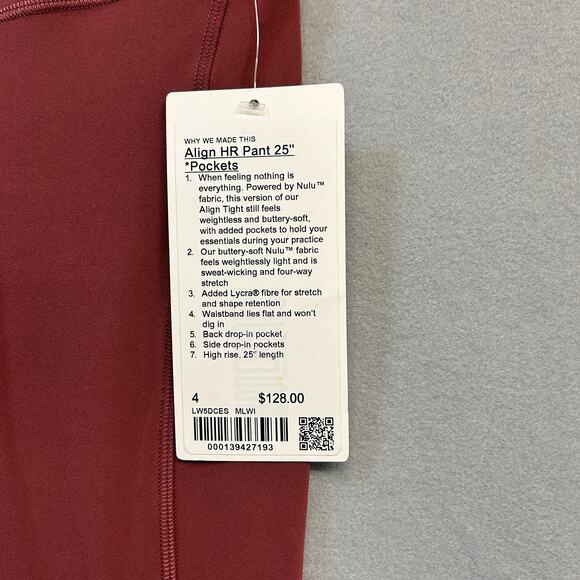 WHY WE MADE THIS
Align HR Pant 25"
*Pockets
1. When feeling nothing is
everything. Powered by Nulu™
fabric, this version of our
Align Tight still feels
weightless and buttery-soft,
with added pockets to hold your
essentials during your practice
2. Our buttery-soft Nulu™ fabric
feels weightlessly light and is
sweat-wicking and four-way
stretch
3. Added Lycra® fibre for stretch
and shape retention
4. Waistband lies flat and won't
dig in
5. Back drop-in pocket
6. Side drop-in pockets
7. High rise, 25" length
4 $128.00
LW5DCES MLWI
000139427193